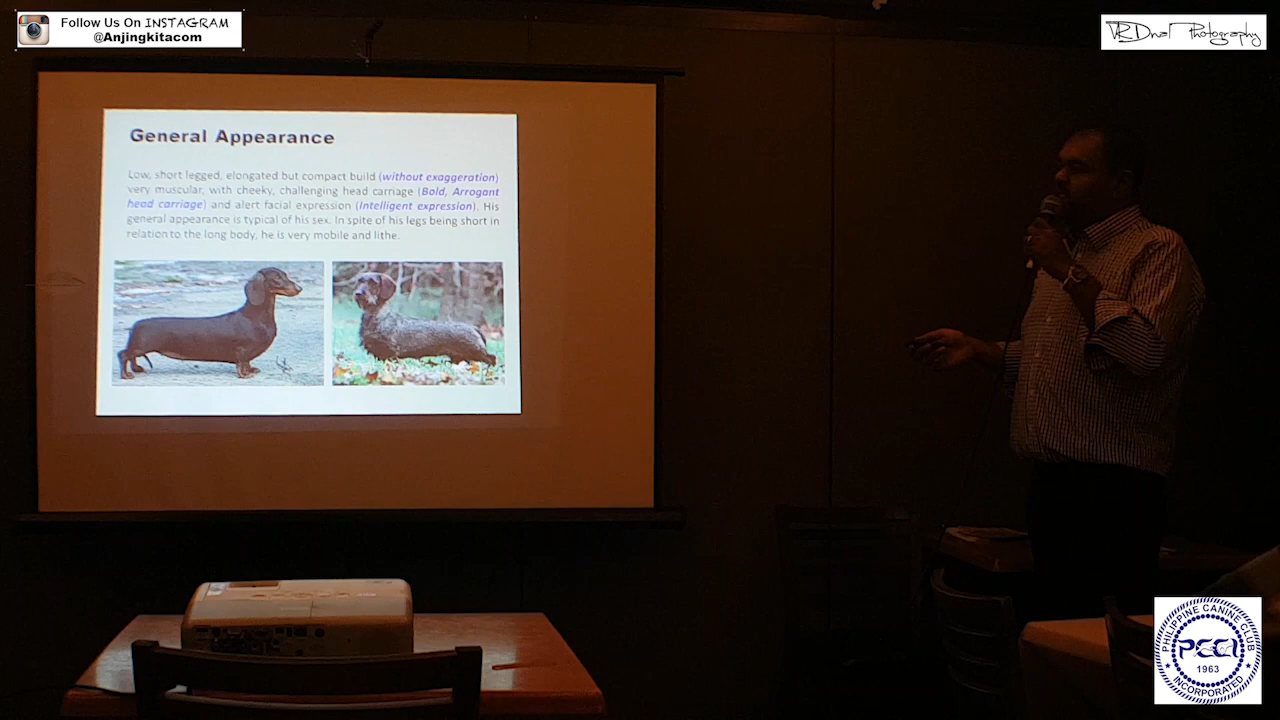 Follow Us On INSTAGRAM
@Anjingkitacom
VRDwal Photography
General Appearance
Low, short legged, elongated but compact build (without exaggeration)
very muscular, with cheeky, challenging head carriage (Bold, Arrogant
head carriage) and alert facial expression (Intelligent expression). His
general appearance is typical of his sex. In spite of his legs being short in
relation to the long body, he is very mobile and lithe.
PHILIPPINE CANINE CLUB
PCCI
1963
INCORPORATED